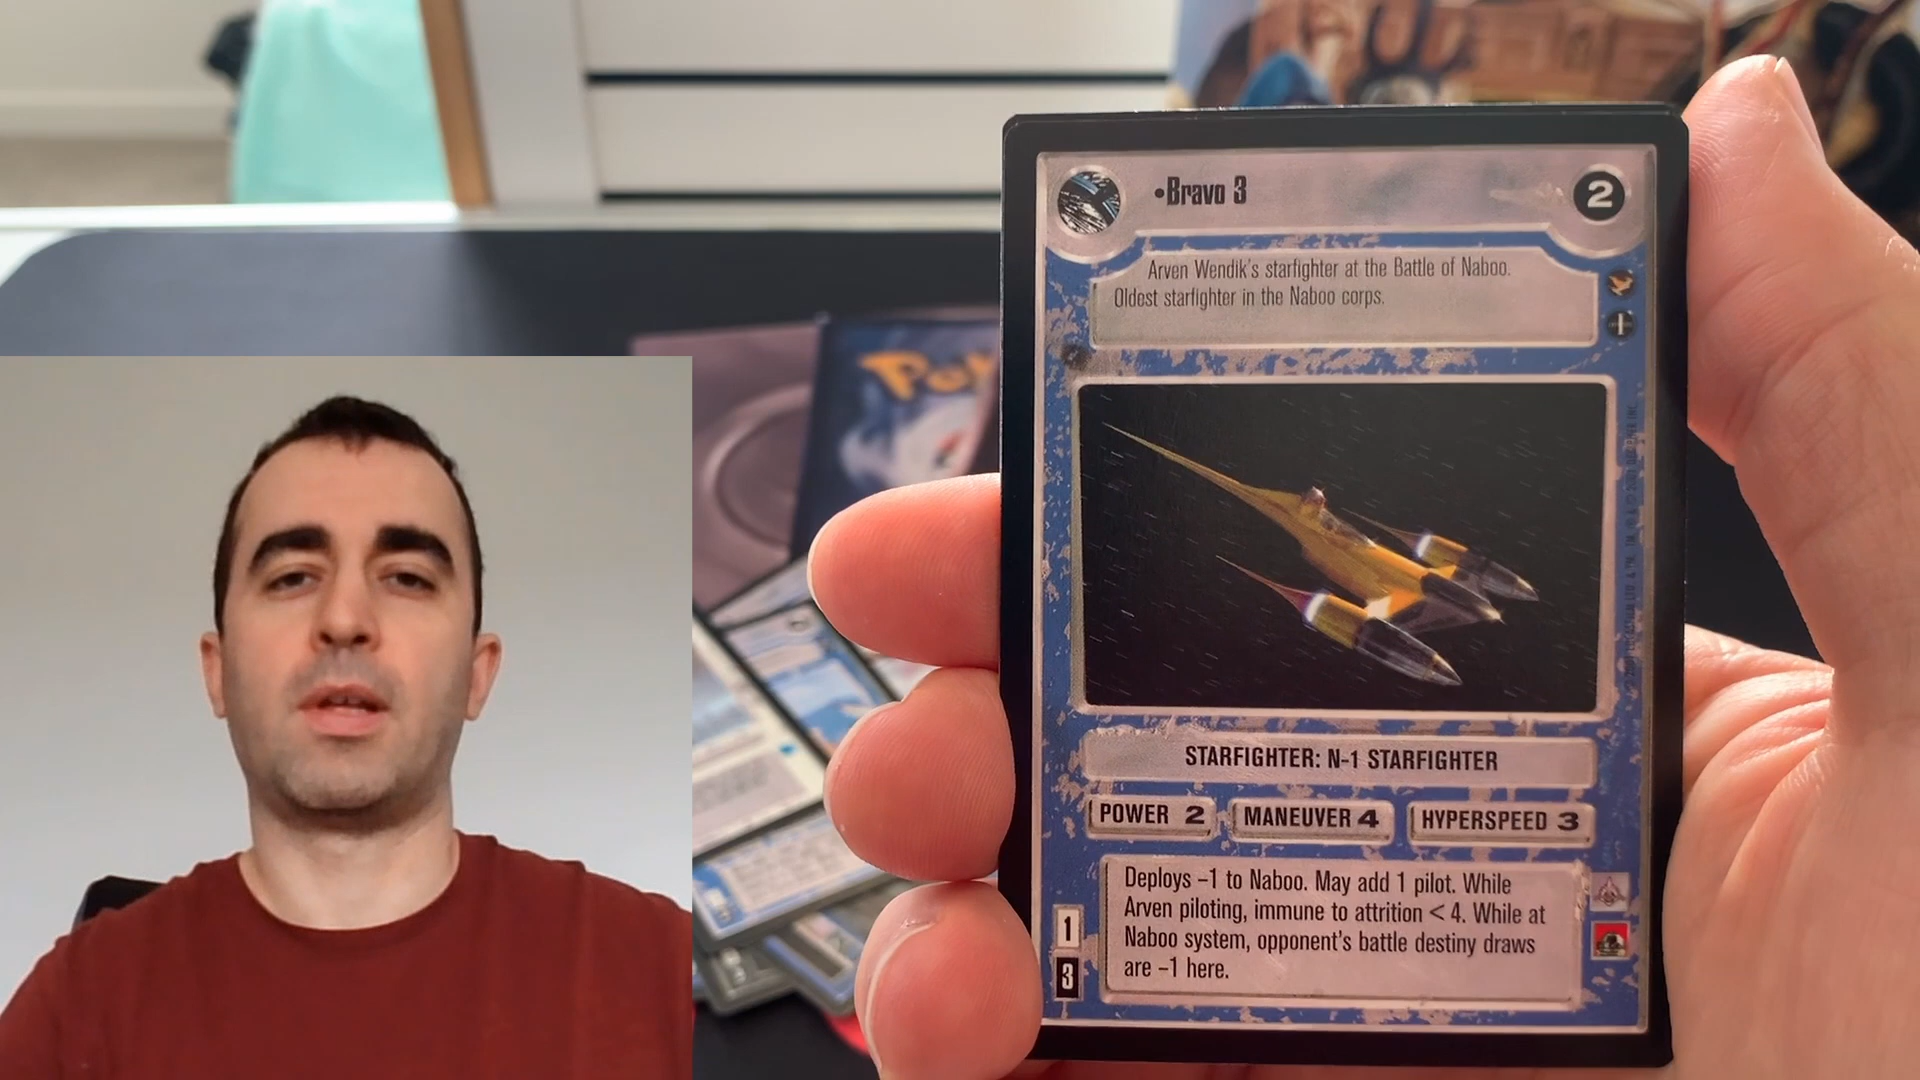 •Bravo 3
2
Arven Wendik's starfighter at the Battle of Naboo.
Oldest starfighter in the Naboo corps.
STARFIGHTER: N-1 STARFIGHTER
POWER 2
MANEUVER 4
HYPERSPEED 3
Deploys –1 to Naboo. May add 1 pilot. While
Arven piloting, immune to attrition < 4. While at
Naboo system, opponent's battle destiny draws
are –1 here.
1
3